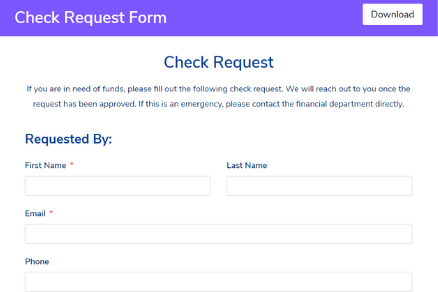 Check Request Form
Download
Check Request
If you are in need of funds, please fill out the following check request. We will reach out to you once the
request has been approved. If this is an emergency, please contact the financial department directly.
Requested By:
First Name *
Last Name
Email *
Phone